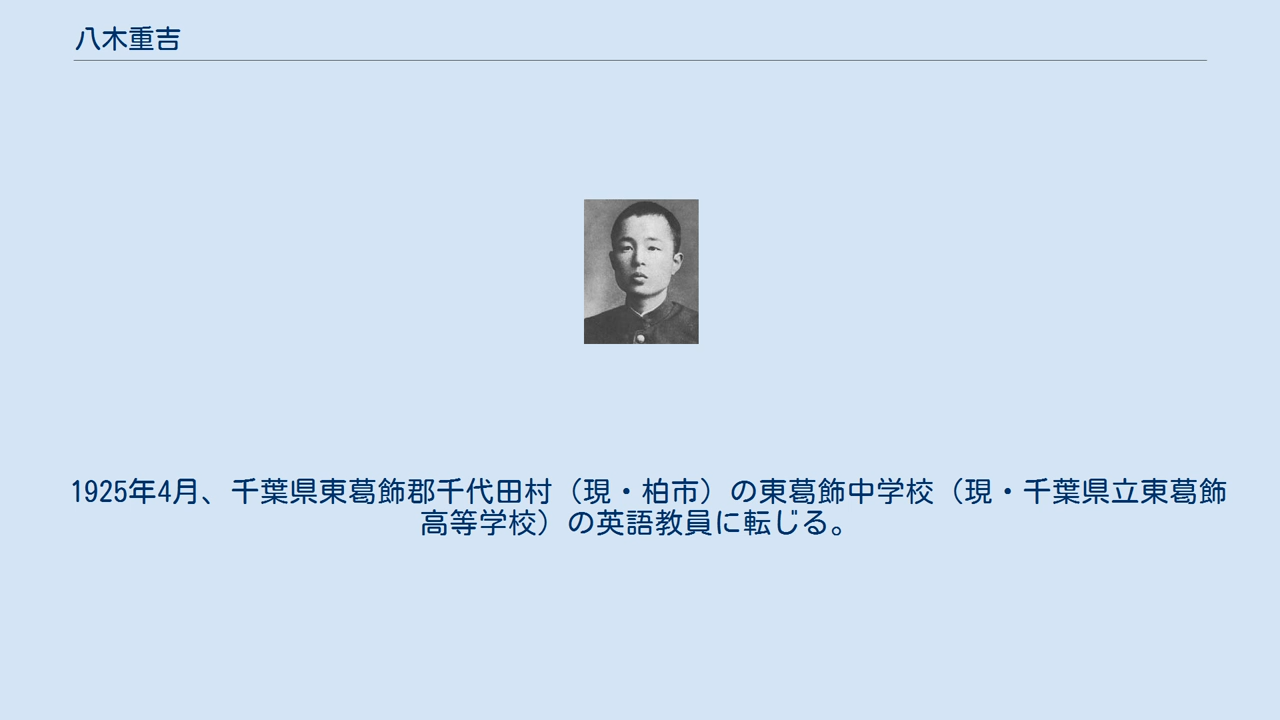 八木重吉
1925年4月、千葉県東葛飾郡千代田村（現・柏市）の東葛飾中学校（現・千葉県立東葛飾
高等学校）の英語教員に転じる。